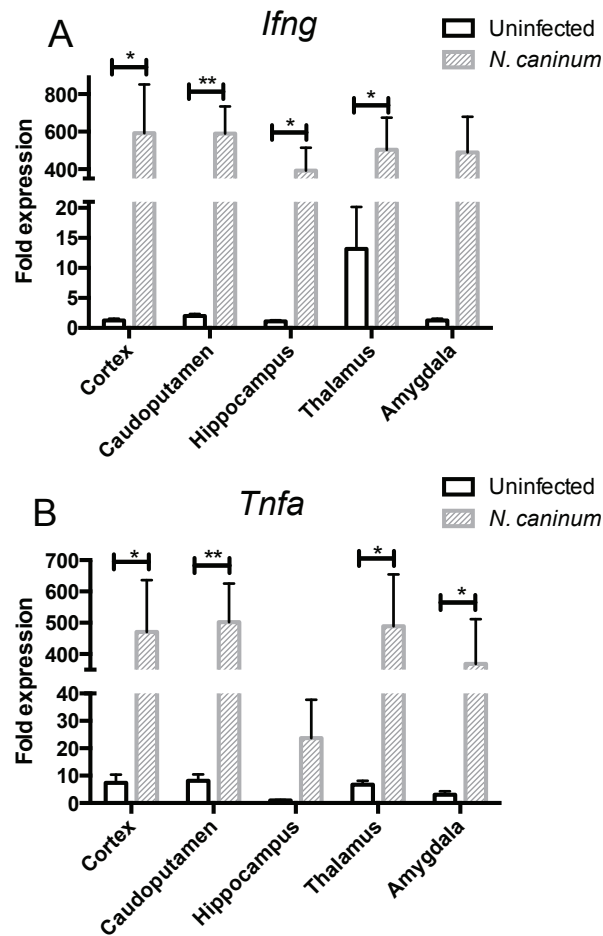 A
Ifng
Uninfected
N. caninum
Fold expression
800
600
400
20
15
10
5
0
*
**
*
*
Cortex
Caudoputamen
Hippocampus
Thalamus
Amygdala
B
Tnfa
Uninfected
N. caninum
Fold expression
700
600
500
400
40
30
20
10
0
*
**
*
*
Cortex
Caudoputamen
Hippocampus
Thalamus
Amygdala